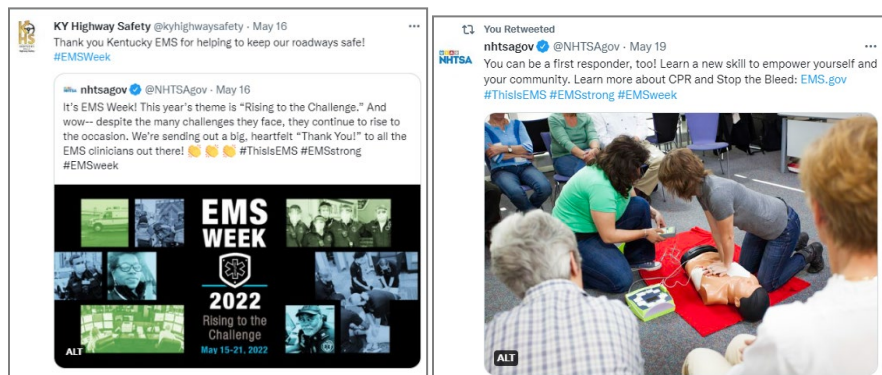 KY Highway Safety @kyhighwaysafety · May 16
Thank you Kentucky EMS for helping to keep our roadways safe!
#EMSWeek
nhtsagov @NHTSAgov · May 16
It's EMS Week! This year's theme is “Rising to the Challenge.” And
wow-- despite the many challenges they face, they continue to rise to
the occasion. We're sending out a big, heartfelt “Thank You!” to all the
EMS clinicians out there! 👏 👏 👏 #ThisIsEMS #EMSstrong
#EMSweek
EMS
WEEK
2022
Rising to the
Challenge
May 15-21, 2022
ALT
You Retweeted
nhtsagov @NHTSAgov · May 19
NHTSA
You can be a first responder, too! Learn a new skill to empower yourself and
your community. Learn more about CPR and Stop the Bleed: EMS.gov
#ThisIsEMS #EMSstrong #EMSweek
ALT